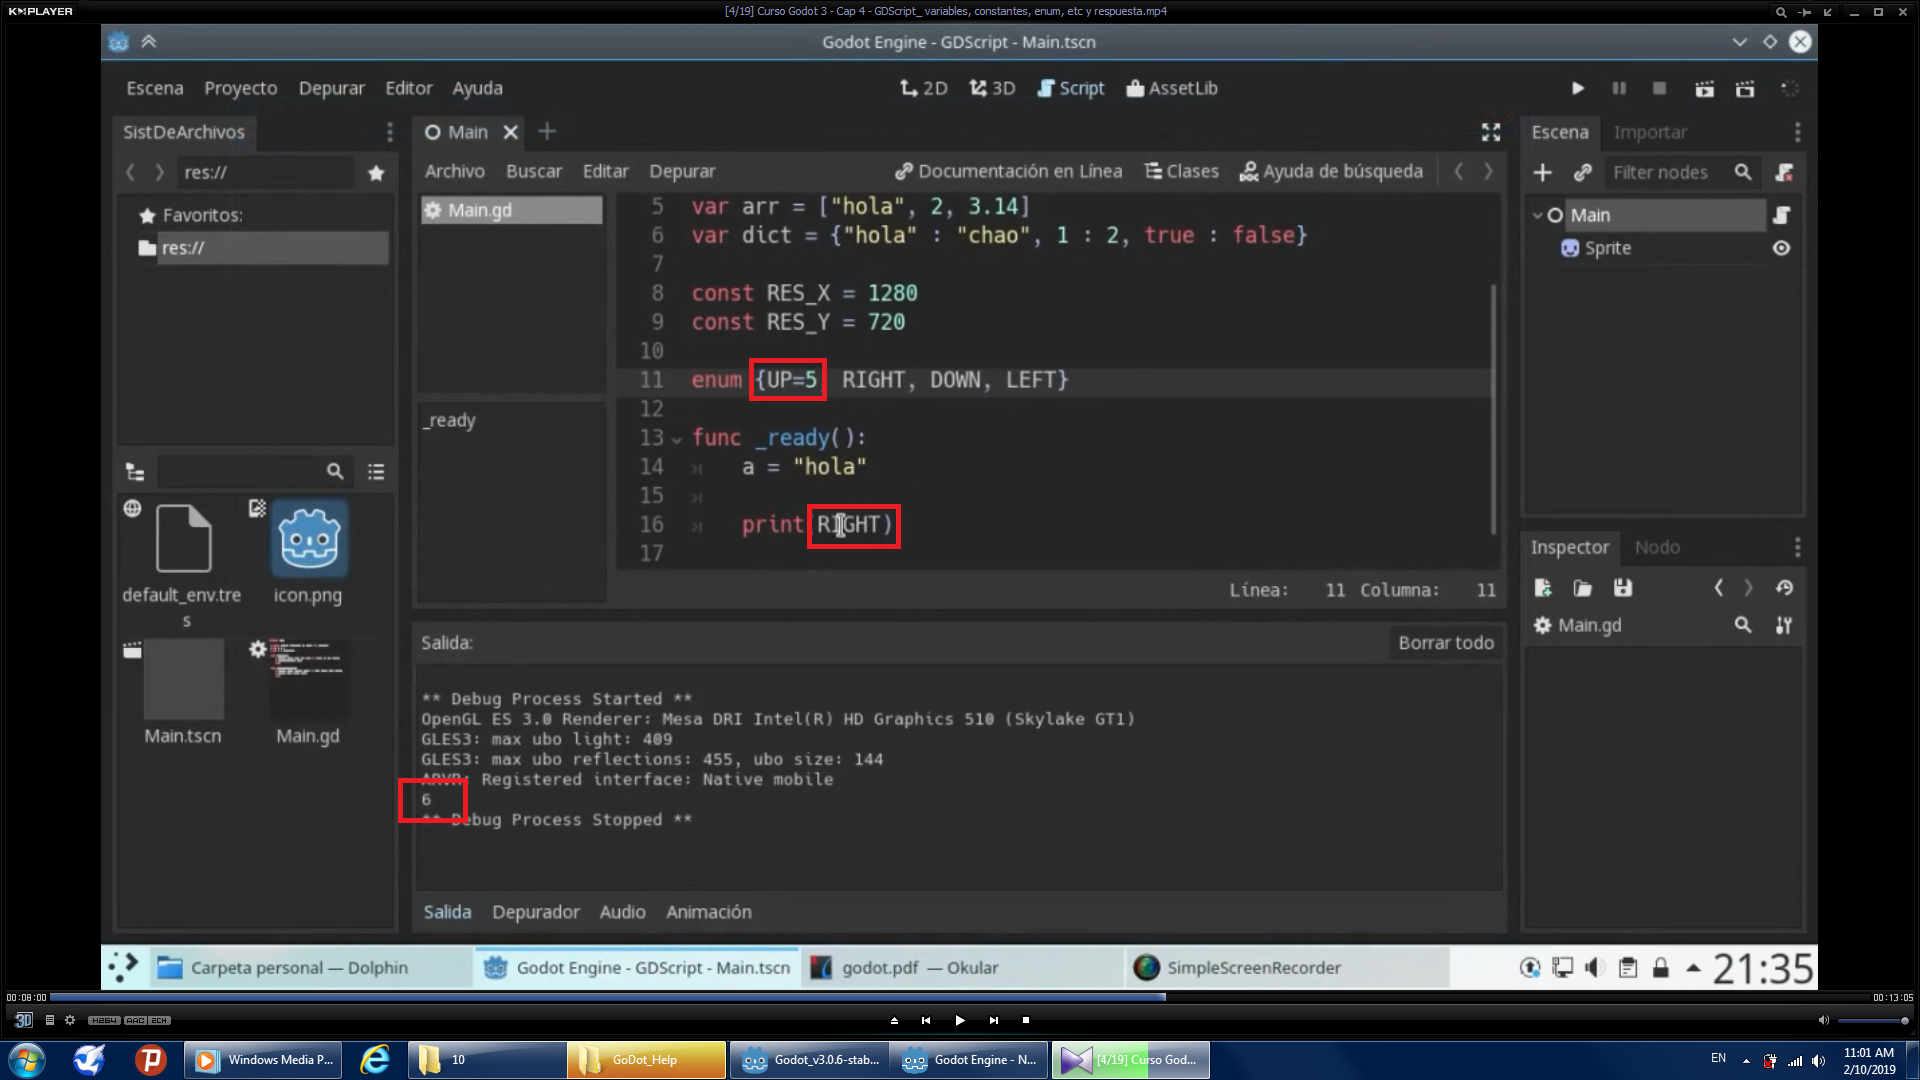 KMPLAYER
[4/19] Curso Godot 3 - Cap 4 - GDScript_ variables, constantes, enum, etc y respuesta.mp4
Godot Engine - GDScript - Main.tscn
Escena Proyecto Depurar Editor Ayuda
2D 3D Script AssetLib
SistDeArchivos
Main
Escena Importar
res://
Archivo Buscar Editar Depurar
Documentación en Línea Clases Ayuda de búsqueda
Filter nodes
Favoritos:
res://
Main.gd
_ready
5 var arr = ["hola", 2, 3.14]
6 var dict = {"hola" : "chao", 1 : 2, true : false}
7
8 const RES_X = 1280
9 const RES_Y = 720
10
11 enum {UP=5 RIGHT, DOWN, LEFT}
12
13 func _ready():
14 a = "hola"
15
16 print RIGHT)
17
Línea: 11 Columna: 11
Main
Sprite
default_env.tre
s
icon.png
Main.tscn
Main.gd
Inspector Nodo
Main.gd
Salida:
Borrar todo
** Debug Process Started **
OpenGL ES 3.0 Renderer: Mesa DRI Intel(R) HD Graphics 510 (Skylake GT1)
GLES3: max ubo light: 409
GLES3: max ubo reflections: 455, ubo size: 144
ARVR: Registered interface: Native mobile
6
** Debug Process Stopped **
Salida Depurador Audio Animación
Carpeta personal — Dolphin
Godot Engine - GDScript - Main.tscn
godot.pdf — Okular
SimpleScreenRecorder
21:35
00:08:00
00:13:05
3D
H264 AAC 2CH
Windows Media P...
10
GoDot_Help
Godot_v3.0.6-stab...
Godot Engine - N...
[4/19] Curso God...
EN
11:01 AM
2/10/2019